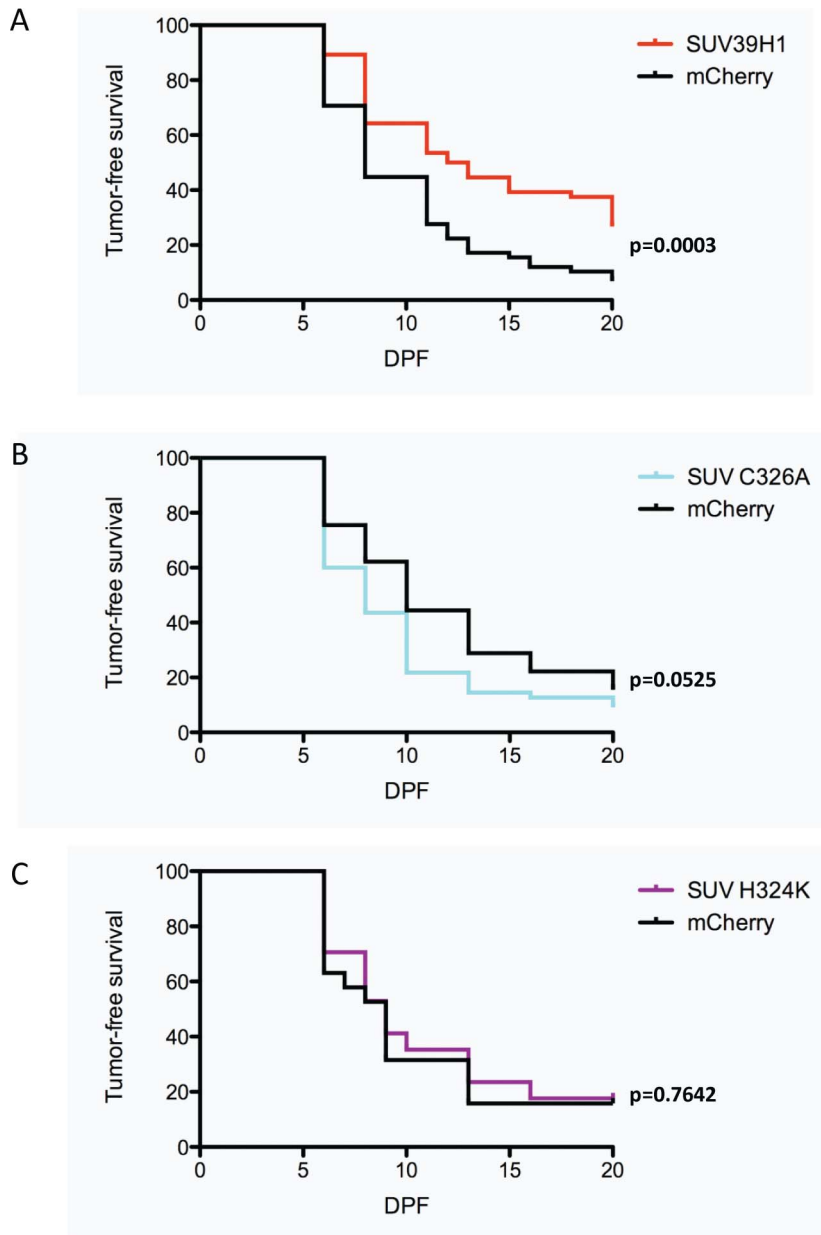 A
SUV39H1
mCherry
Tumor-free survival
100
80
60
40
20
0
p=0.0003
0 5 10 15 20
DPF
B
SUV C326A
mCherry
Tumor-free survival
100
80
60
40
20
0
p=0.0525
0 5 10 15 20
DPF
C
SUV H324K
mCherry
Tumor-free survival
100
80
60
40
20
0
p=0.7642
0 5 10 15 20
DPF